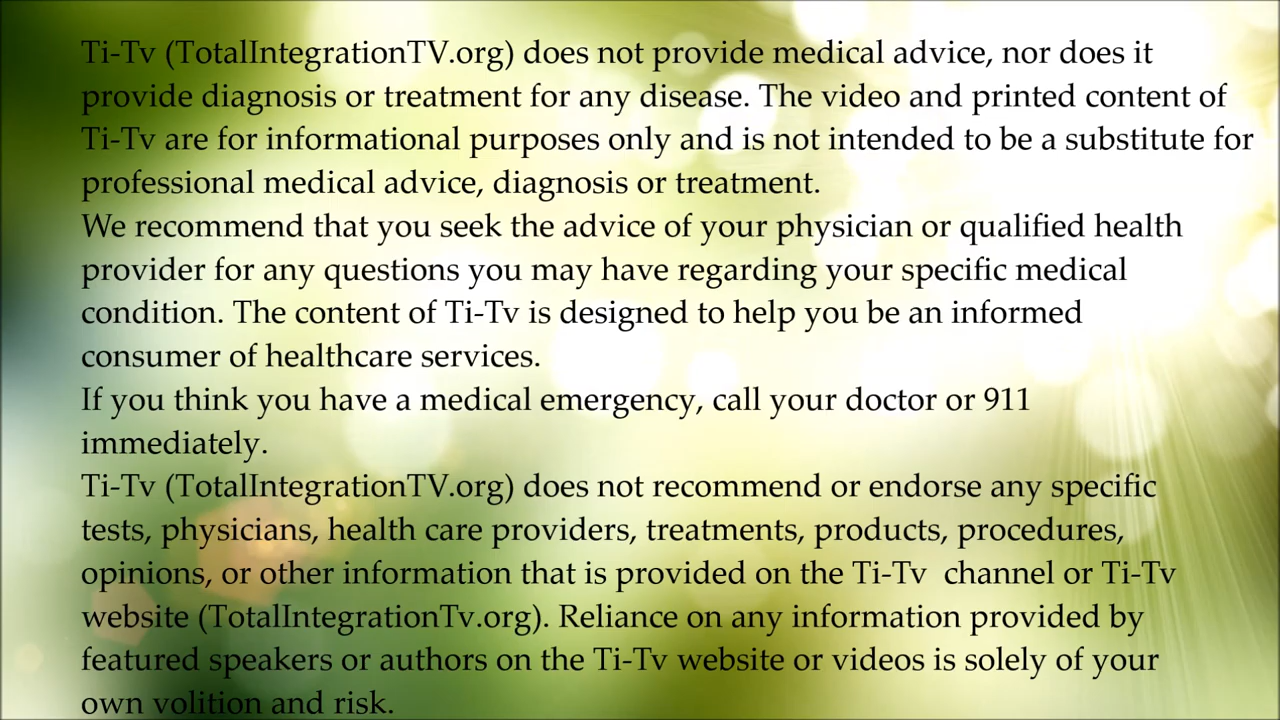 Ti-Tv (TotalIntegrationTV.org) does not provide medical advice, nor does it
provide diagnosis or treatment for any disease. The video and printed content of
Ti-Tv are for informational purposes only and is not intended to be a substitute for
professional medical advice, diagnosis or treatment.
We recommend that you seek the advice of your physician or qualified health
provider for any questions you may have regarding your specific medical
condition. The content of Ti-Tv is designed to help you be an informed
consumer of healthcare services.
If you think you have a medical emergency, call your doctor or 911
immediately.
Ti-Tv (TotalIntegrationTV.org) does not recommend or endorse any specific
tests, physicians, health care providers, treatments, products, procedures,
opinions, or other information that is provided on the Ti-Tv  channel or Ti-Tv
website (TotalIntegrationTv.org). Reliance on any information provided by
featured speakers or authors on the Ti-Tv website or videos is solely of your
own volition and risk.